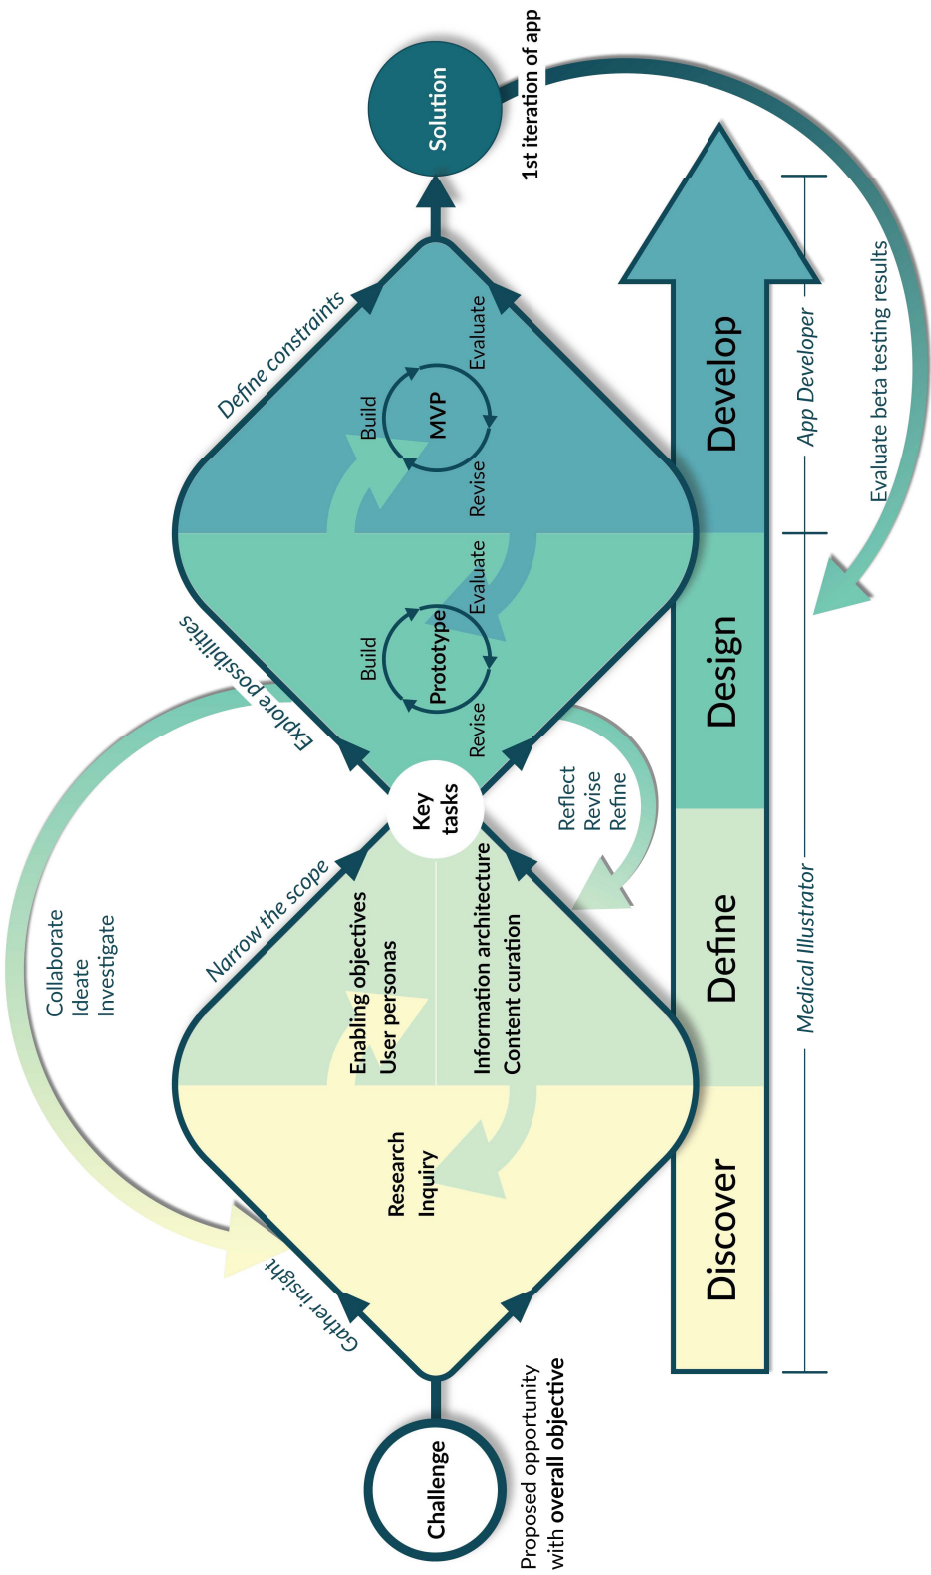 Challenge
Proposed opportunity
with overall objective
Gather insight
Research
Inquiry
Collaborate
Ideate
Investigate
Narrow the scope
Enabling objectives
User personas
Information architecture
Content curation
Key
tasks
Reflect
Revise
Refine
Explore possibilities
Build
Prototype
Revise
Evaluate
Define constraints
Build
MVP
Revise
Evaluate
Solution
1st iteration of app
Discover
Define
Design
Develop
Medical Illustrator
App Developer
Evaluate beta testing results